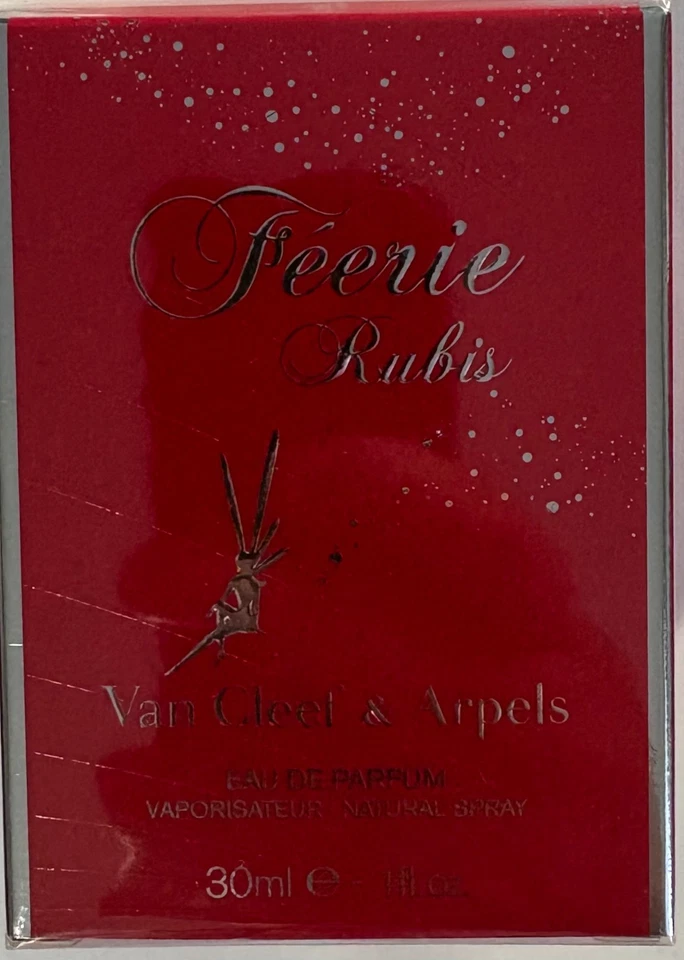 Féerie
Rubis
Van Cleef & Arpels
EAU DE PARFUM
VAPORISATEUR NATURAL SPRAY
30ml ℮ - 1fl oz